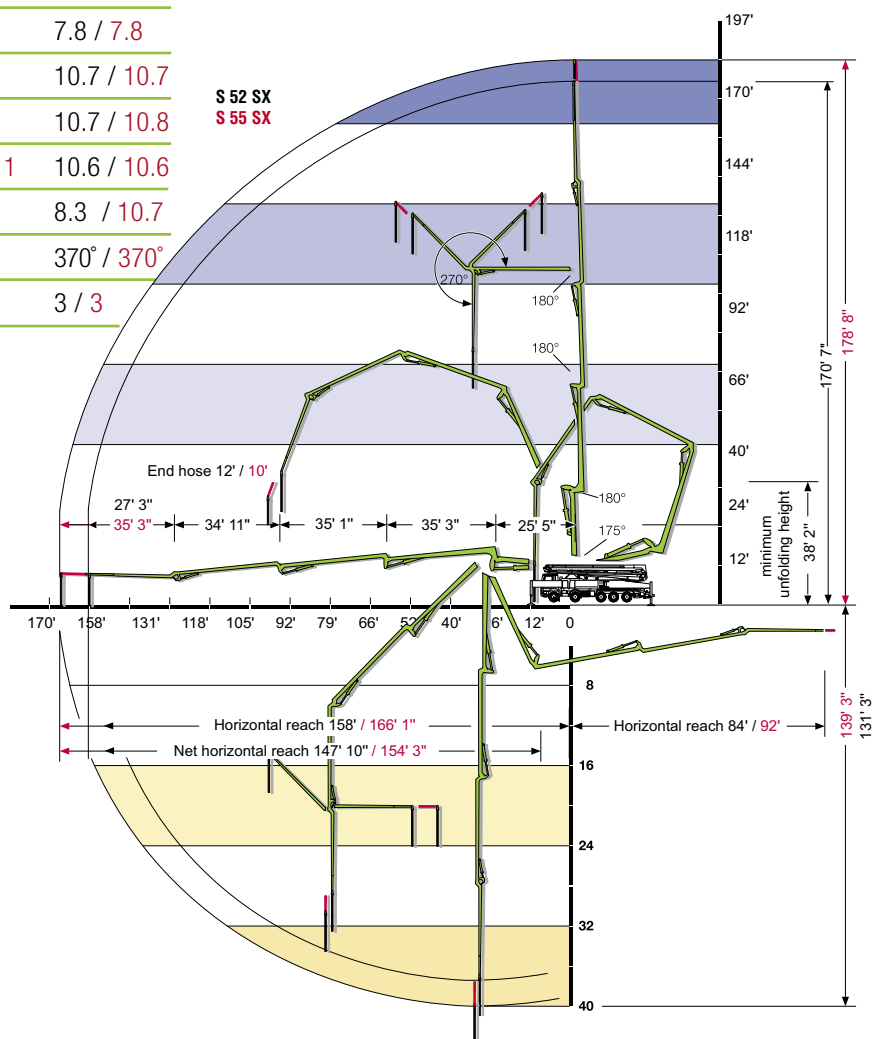 7.8 / 7.8
10.7 / 10.7
10.7 / 10.8
1 10.6 / 10.6
8.3 / 10.7
370° / 370°
3 / 3
S 52 SX
S 55 SX
197'
170'
144'
118'
92'
66'
40'
24'
12'
178' 8"
170' 7"
minimum
unfolding height
38' 2"
270°
180°
180°
180°
175°
End hose 12' / 10'
27' 3"
35' 3" 34' 11" 35' 1" 35' 3" 25' 5"
170' 158' 131' 118' 105' 92' 79' 66' 52' 40' 6' 12' 0
8
16
24
32
40
Horizontal reach 158' / 166' 1"
Net horizontal reach 147' 10" / 154' 3"
Horizontal reach 84' / 92'
139' 3"
131' 3"